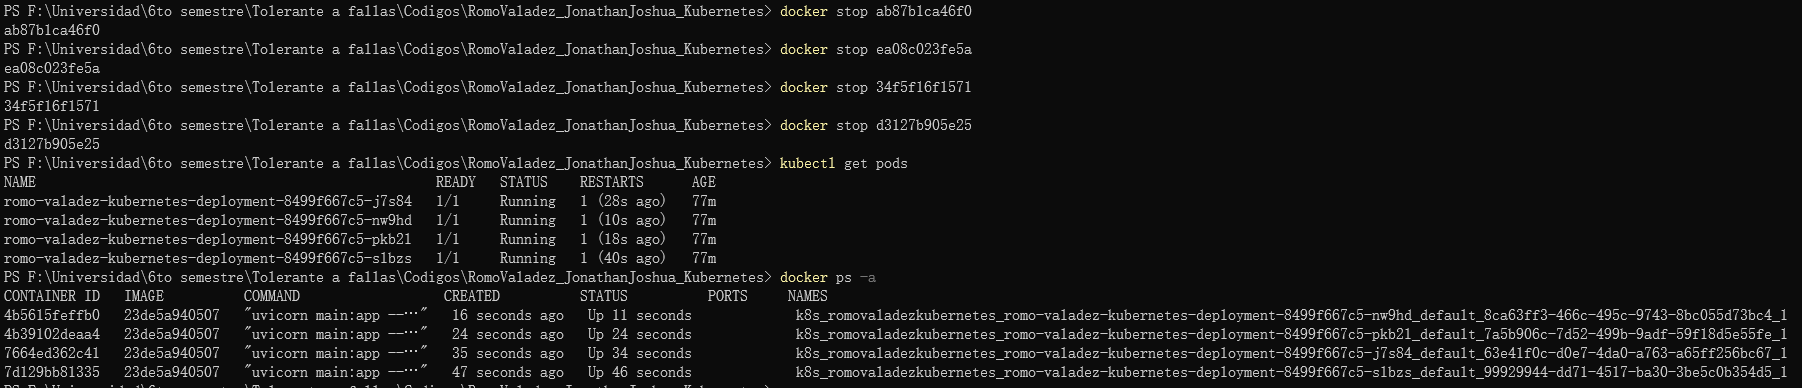 PS F:\Universidad\6to semestre\Tolerante a fallas\Codigos\RomoValadez_JonathanJoshua_Kubernetes> docker stop ab87b1ca46f0
ab87b1ca46f0
PS F:\Universidad\6to semestre\Tolerante a fallas\Codigos\RomoValadez_JonathanJoshua_Kubernetes> docker stop ea08c023fe5a
ea08c023fe5a
PS F:\Universidad\6to semestre\Tolerante a fallas\Codigos\RomoValadez_JonathanJoshua_Kubernetes> docker stop 34f5f16f1571
34f5f16f1571
PS F:\Universidad\6to semestre\Tolerante a fallas\Codigos\RomoValadez_JonathanJoshua_Kubernetes> docker stop d3127b905e25
d3127b905e25
PS F:\Universidad\6to semestre\Tolerante a fallas\Codigos\RomoValadez_JonathanJoshua_Kubernetes> kubectl get pods
NAME READY STATUS RESTARTS AGE
romo-valadez-kubernetes-deployment-8499f667c5-j7s84 1/1 Running 1 (28s ago) 77m
romo-valadez-kubernetes-deployment-8499f667c5-nw9hd 1/1 Running 1 (10s ago) 77m
romo-valadez-kubernetes-deployment-8499f667c5-pkb2l 1/1 Running 1 (18s ago) 77m
romo-valadez-kubernetes-deployment-8499f667c5-slbzs 1/1 Running 1 (40s ago) 77m
PS F:\Universidad\6to semestre\Tolerante a fallas\Codigos\RomoValadez_JonathanJoshua_Kubernetes> docker ps -a
CONTAINER ID IMAGE COMMAND CREATED STATUS PORTS NAMES
4b5615feffb0 23de5a940507 "uvicorn main:app --…" 16 seconds ago Up 11 seconds k8s_romovaladezkubernetes_romo-valadez-kubernetes-deployment-8499f667c5-nw9hd_default_8ca63ff3-466c-495c-9743-8bc055d73bc4_1
4b39102deaa4 23de5a940507 "uvicorn main:app --…" 24 seconds ago Up 24 seconds k8s_romovaladezkubernetes_romo-valadez-kubernetes-deployment-8499f667c5-pkb2l_default_7a5b906c-7d52-499b-9adf-59f18d5e55fe_1
7664ed362c41 23de5a940507 "uvicorn main:app --…" 35 seconds ago Up 34 seconds k8s_romovaladezkubernetes_romo-valadez-kubernetes-deployment-8499f667c5-j7s84_default_63e41f0c-d0e7-4da0-a763-a65ff256bc67_1
7d129bb81335 23de5a940507 "uvicorn main:app --…" 47 seconds ago Up 46 seconds k8s_romovaladezkubernetes_romo-valadez-kubernetes-deployment-8499f667c5-slbzs_default_99929944-dd71-4517-ba30-3be5c0b354d5_1